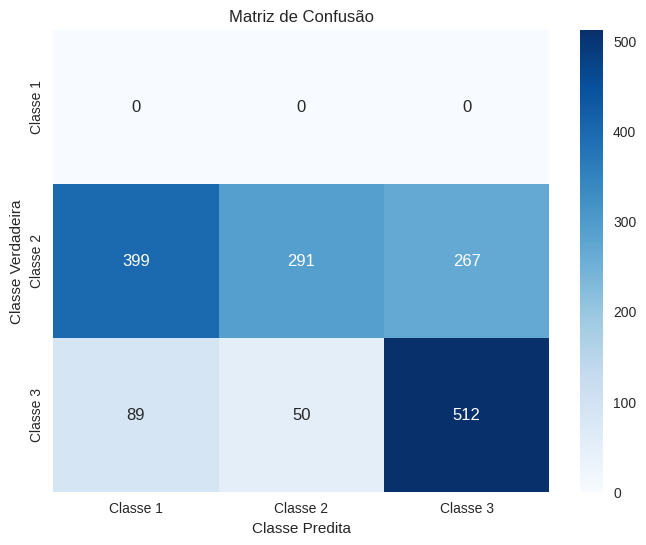 Matriz de Confusão
Classe Verdadeira
Classe 1
0 0 0
Classe 2
399 291 267
Classe 3
89 50 512
Classe 1 Classe 2 Classe 3
Classe Predita
500
400
300
200
100
0